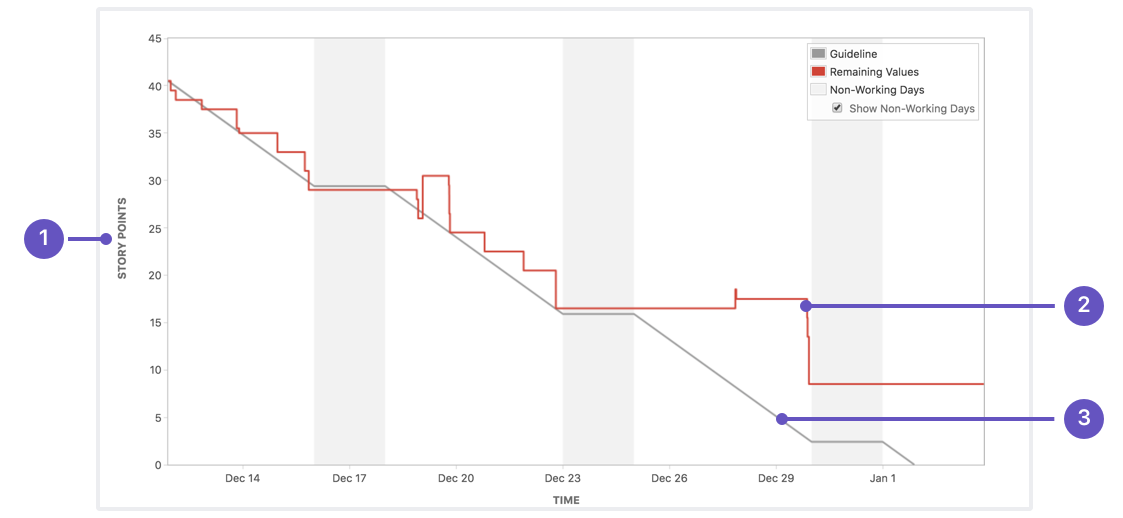 45
40
35
30
25
20
15
10
5
0
STORY POINTS
Guideline
Remaining Values
Non-Working Days
Show Non-Working Days
1
2
3
Dec 14 Dec 17 Dec 20 Dec 23 Dec 26 Dec 29 Jan 1
TIME